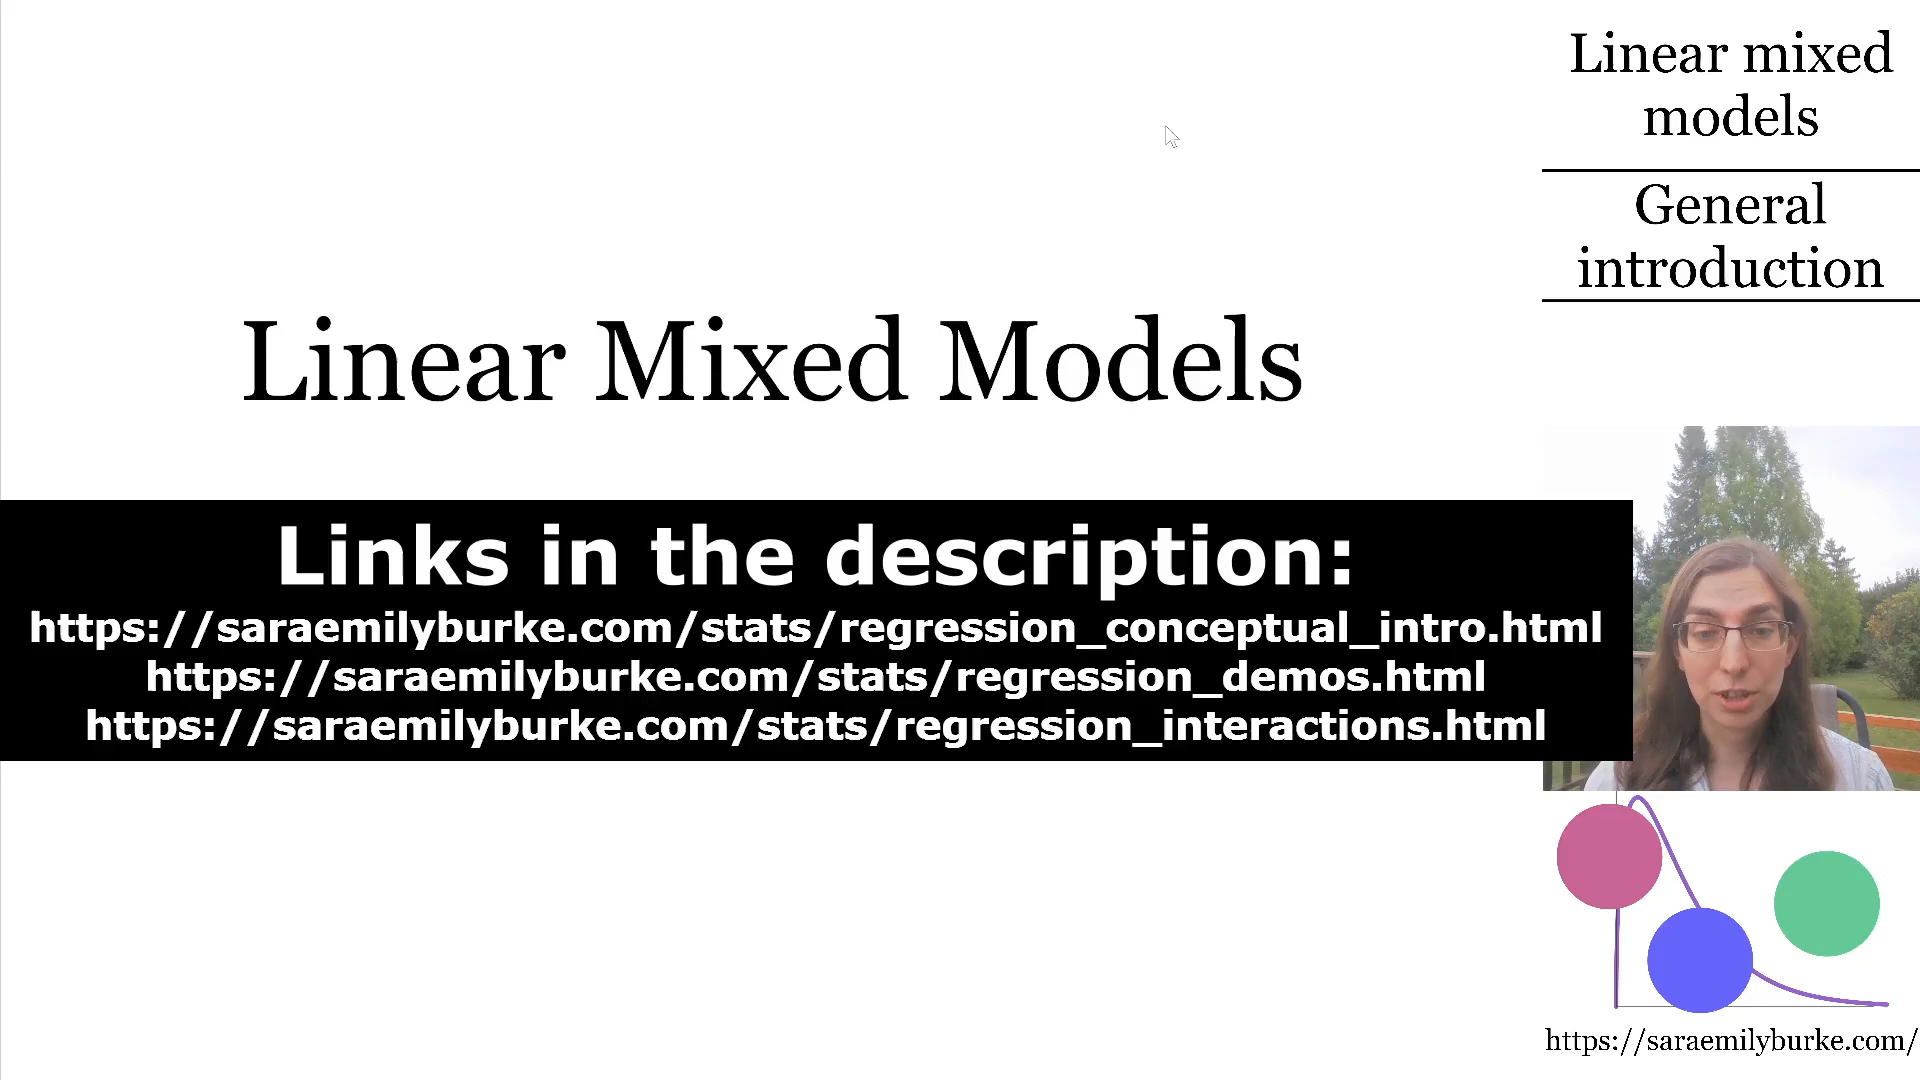 Linear mixed
models
General
introduction
Linear Mixed Models
Links in the description:
https://saraemilyburke.com/stats/regression_conceptual_intro.html
https://saraemilyburke.com/stats/regression_demos.html
https://saraemilyburke.com/stats/regression_interactions.html
https://saraemilyburke.com/